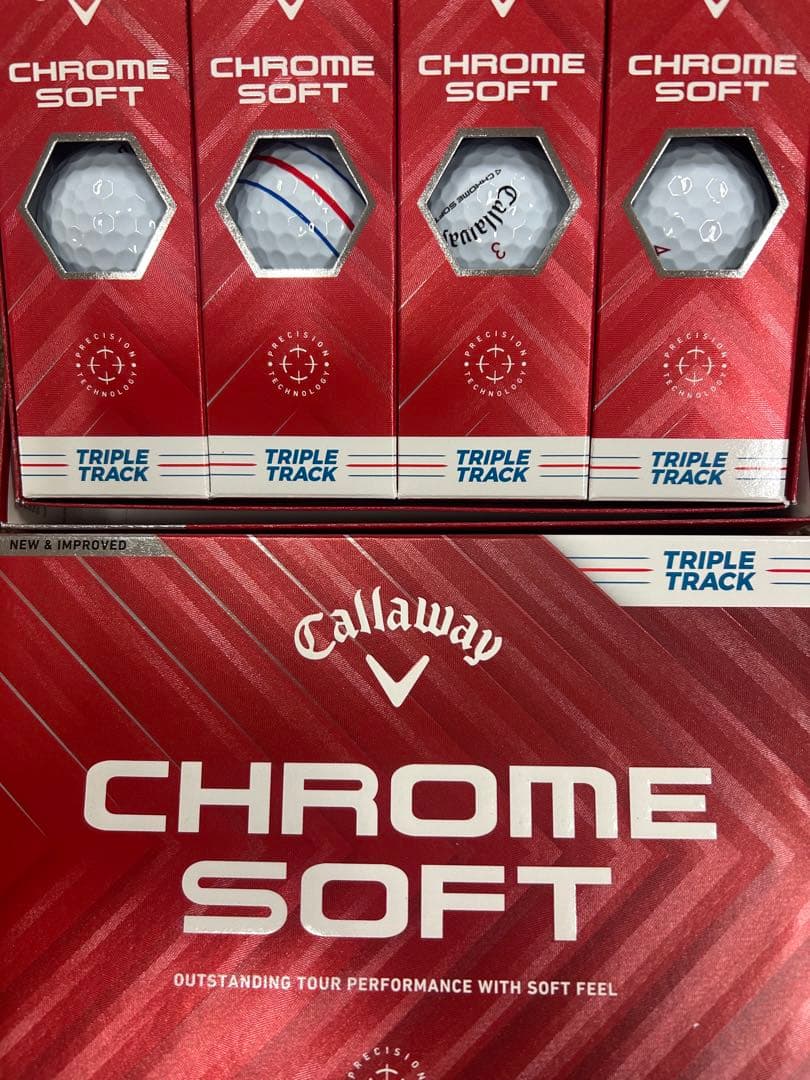 CHROME
SOFT
CHROME
SOFT
CHROME
SOFT
CHROME
SOFT
CHROME SOFT
Callaway
3
4
PRECISION
TECHNOLOGY
PRECISION
TECHNOLOGY
PRECISION
TECHNOLOGY
PRECISION
TECHNOLOGY
TRIPLE
TRACK
TRIPLE
TRACK
TRIPLE
TRACK
TRIPLE
TRACK
NEW & IMPROVED
TRIPLE
TRACK
Callaway
CHROME
SOFT
OUTSTANDING TOUR PERFORMANCE WITH SOFT FEEL
PRECISION